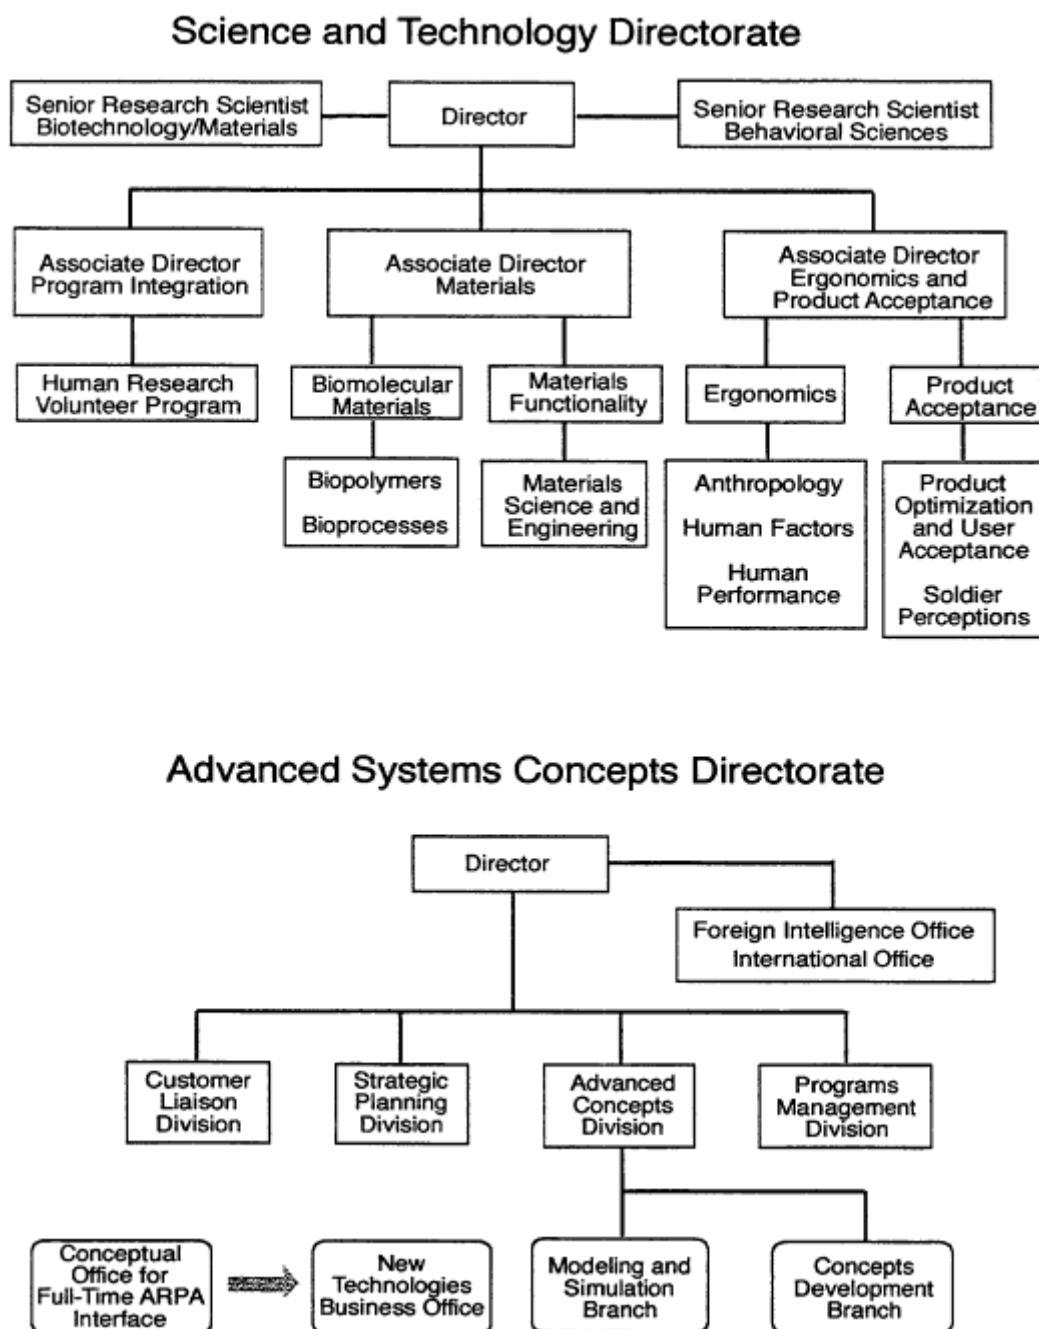 Science and Technology Directorate
Senior Research Scientist
Biotechnology/Materials
Director
Senior Research Scientist
Behavioral Sciences
Associate Director
Program Integration
Associate Director
Materials
Associate Director
Ergonomics and
Product Acceptance
Human Research
Volunteer Program
Biomolecular
Materials
Materials
Functionality
Ergonomics
Product
Acceptance
Biopolymers
Bioprocesses
Materials
Science and
Engineering
Anthropology
Human Factors
Human
Performance
Product
Optimization
and User
Acceptance
Soldier
Perceptions
Advanced Systems Concepts Directorate
Director
Foreign Intelligence Office
International Office
Customer
Liaison
Division
Strategic
Planning
Division
Advanced
Concepts
Division
Programs
Management
Division
Conceptual
Office for
Full-Time ARPA
Interface
New
Technologies
Business Office
Modeling and
Simulation
Branch
Concepts
Development
Branch